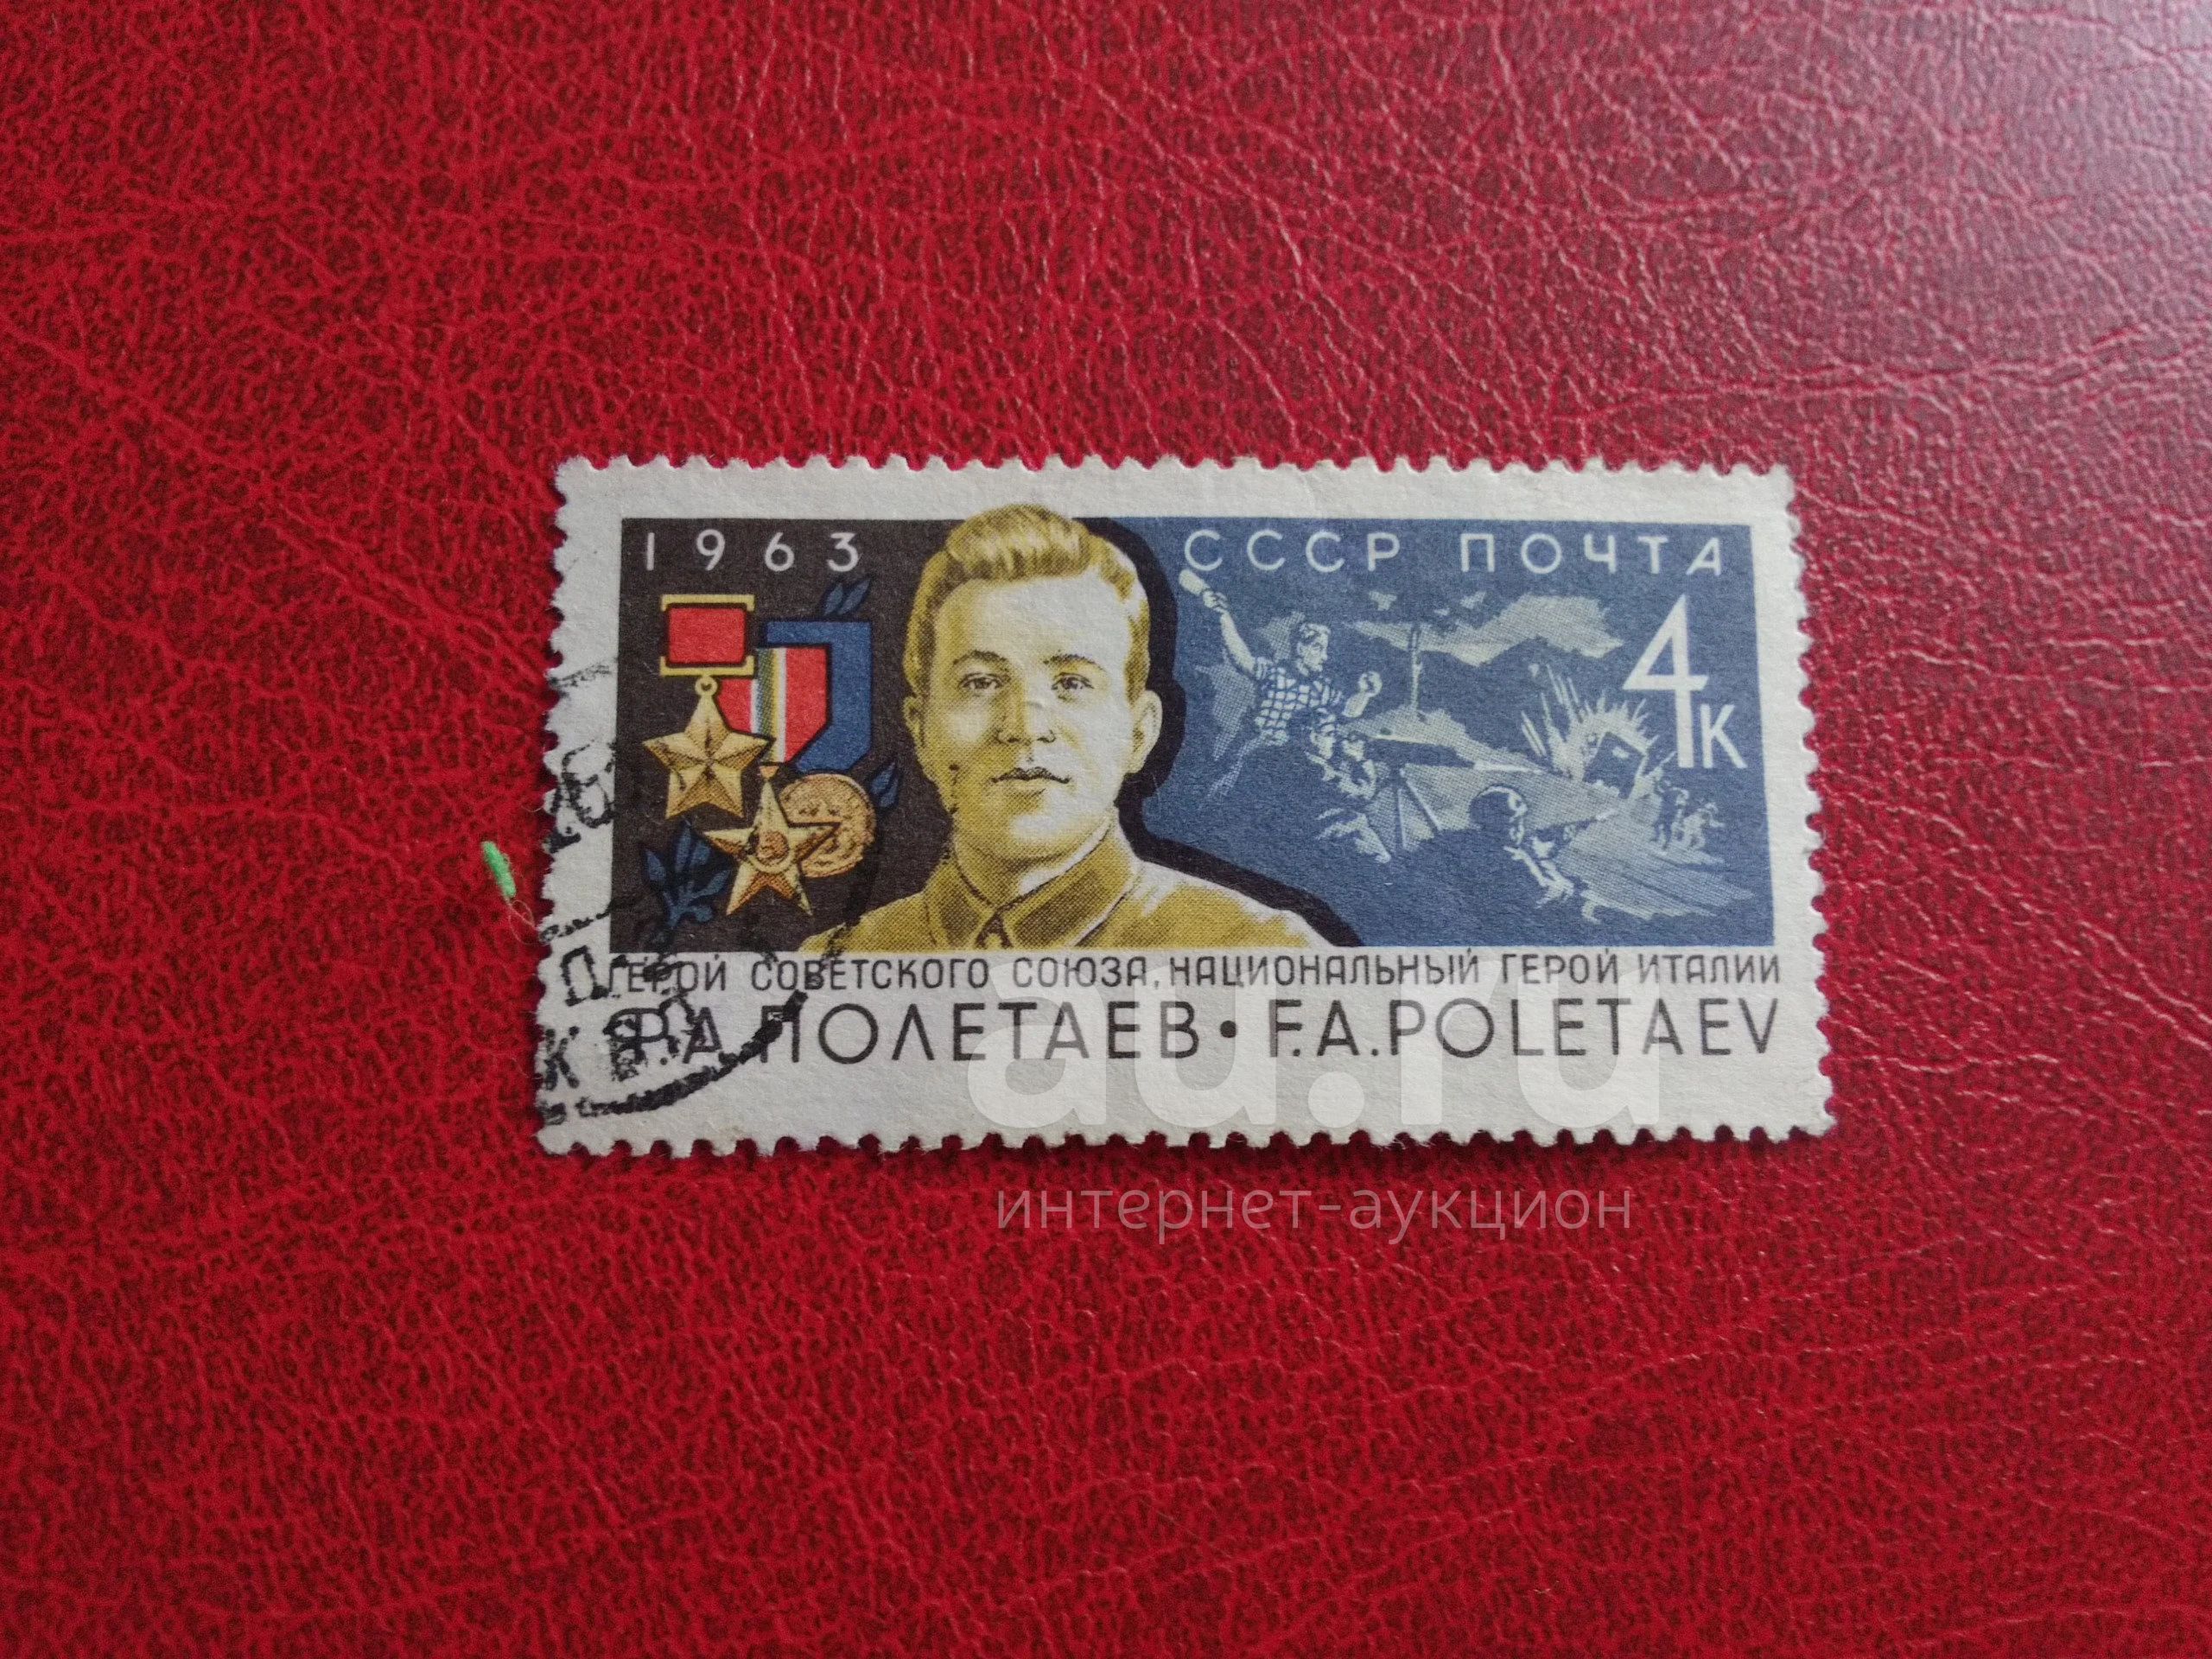 1963
СССР ПОЧТА
4К
ГЕРОЙ СОВЕТСКОГО СОЮЗА, НАЦИОНАЛЬНЫЙ ГЕРОЙ ИТАЛИИ
Ф.А.ПОЛЕТАЕВ • F.A.POLETAEV
au.ru
интернет-аукцион